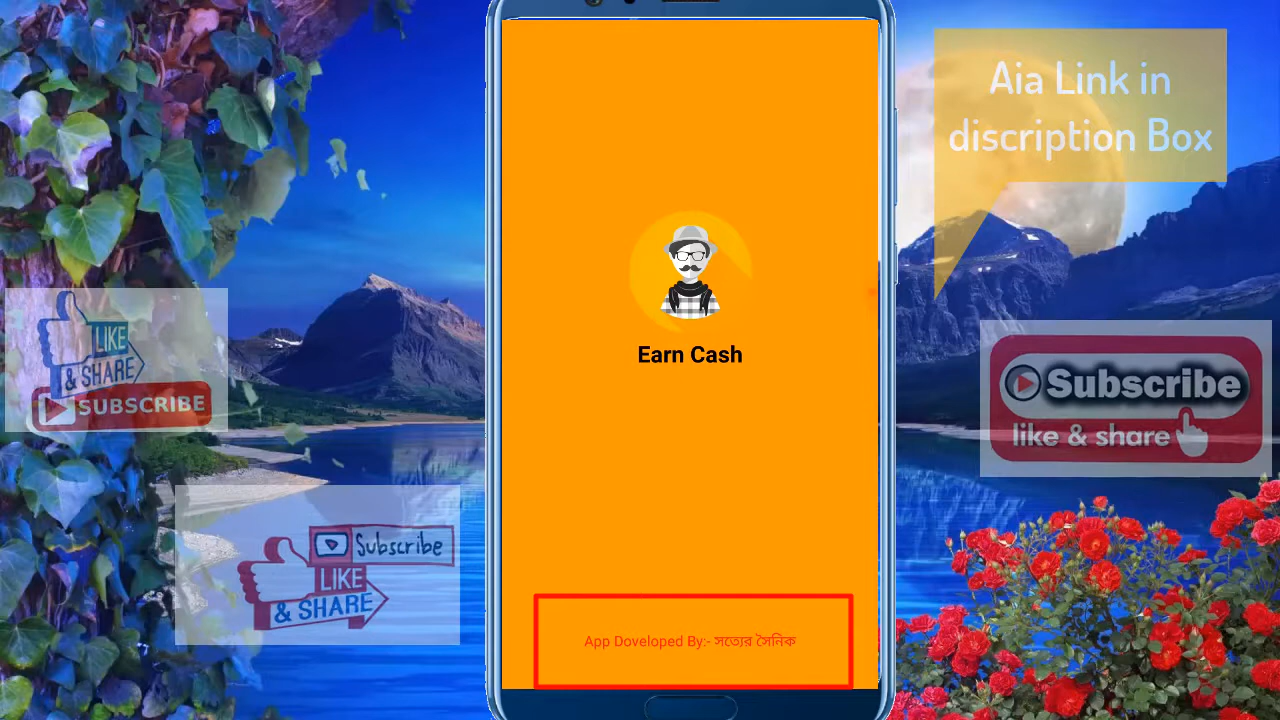 Aia Link in
discription Box
LIKE
& SHARE
SUBSCRIBE
Earn Cash
Subscribe
like & share
Subscribe
LIKE
& SHARE
App Doveloped By:- সত্যের সৈনিক